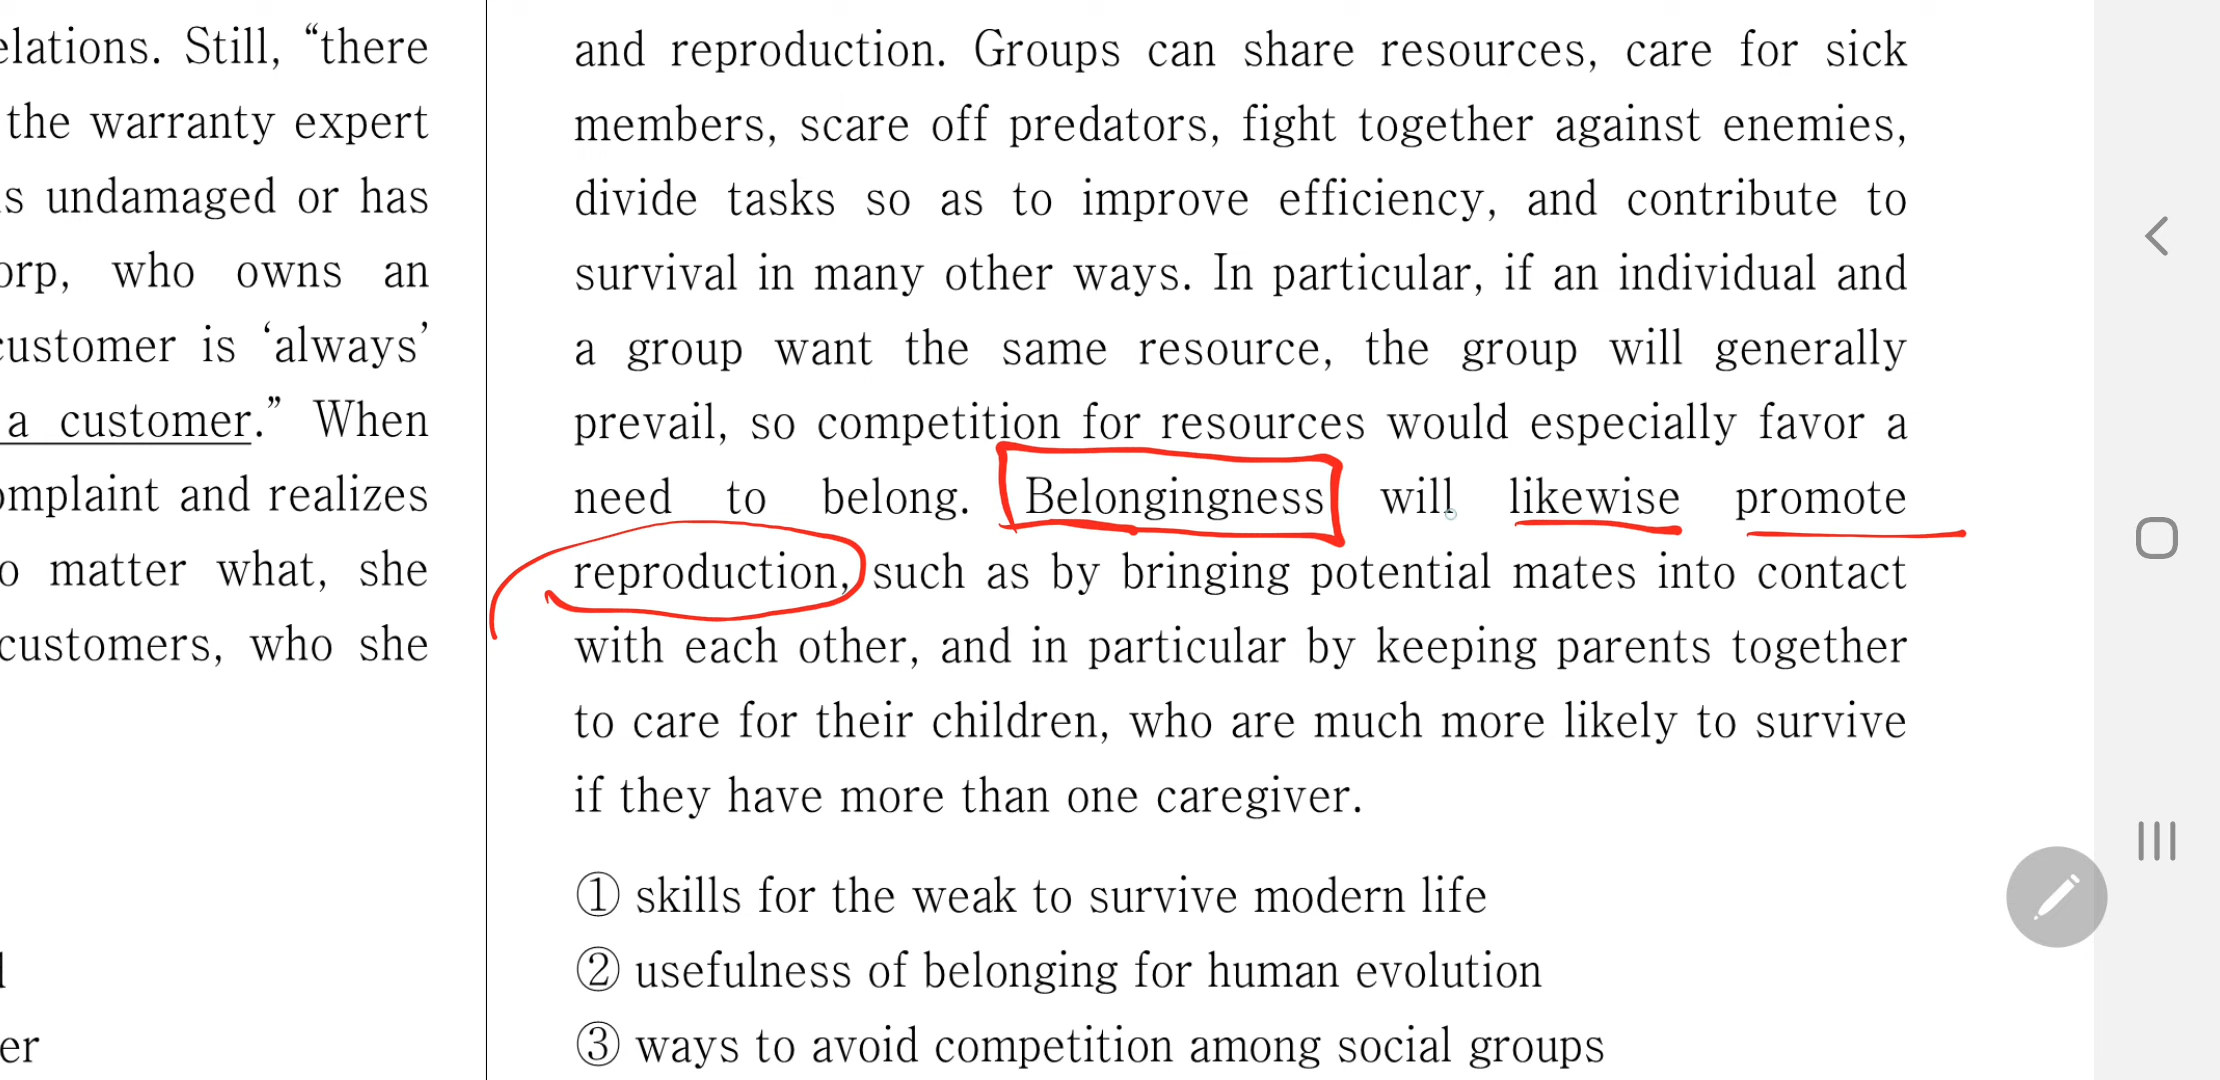 elations. Still, “there
the warranty expert
s undamaged or has
orp, who owns an
customer is ‘always’
a customer.” When
omplaint and realizes
o matter what, she
customers, who she
er
and reproduction. Groups can share resources, care for sick
members, scare off predators, fight together against enemies,
divide tasks so as to improve efficiency, and contribute to
survival in many other ways. In particular, if an individual and
a group want the same resource, the group will generally
prevail, so competition for resources would especially favor a
need to belong. Belongingness will likewise promote
reproduction, such as by bringing potential mates into contact
with each other, and in particular by keeping parents together
to care for their children, who are much more likely to survive
if they have more than one caregiver.
① skills for the weak to survive modern life
② usefulness of belonging for human evolution
③ ways to avoid competition among social groups